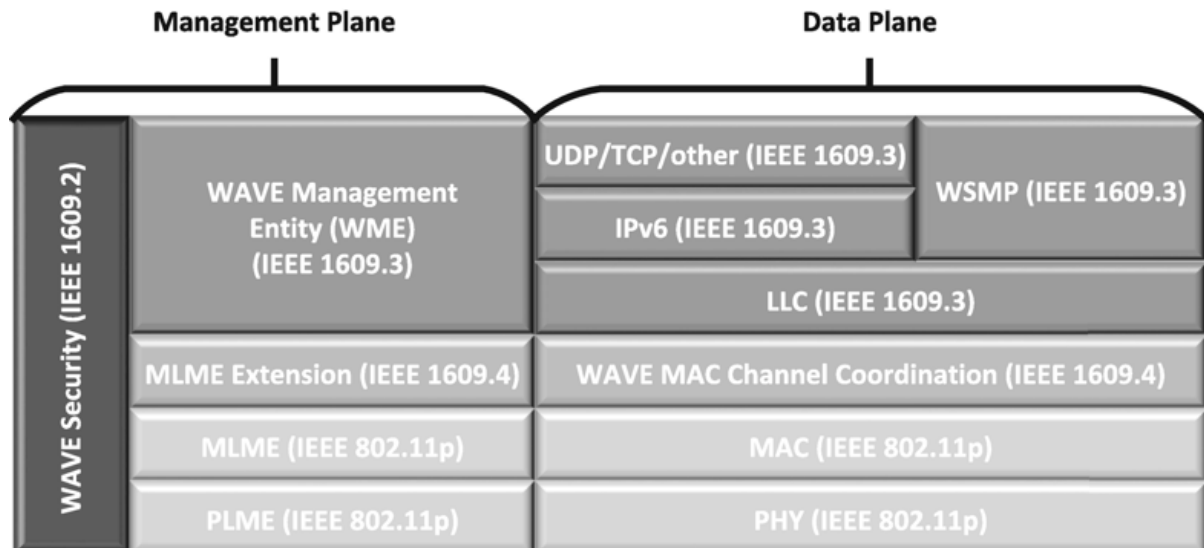 Management Plane
Data Plane
WAVE Security (IEEE 1609.2)
WAVE Management
Entity (WME)
(IEEE 1609.3)
MLME Extension (IEEE 1609.4)
MLME (IEEE 802.11p)
PLME (IEEE 802.11p)
UDP/TCP/other (IEEE 1609.3)
IPv6 (IEEE 1609.3)
WSMP (IEEE 1609.3)
LLC (IEEE 1609.3)
WAVE MAC Channel Coordination (IEEE 1609.4)
MAC (IEEE 802.11p)
PHY (IEEE 802.11p)